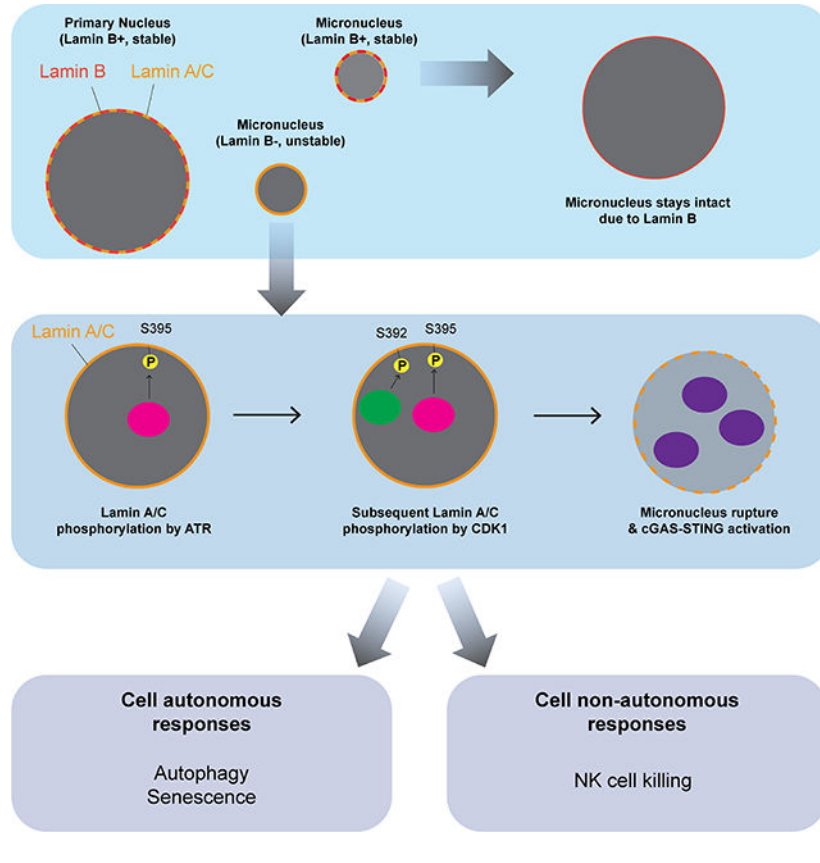 Primary Nucleus
(Lamin B+, stable)
Lamin B
Lamin A/C
Micronucleus
(Lamin B+, stable)
Micronucleus
(Lamin B-, unstable)
Micronucleus stays intact
due to Lamin B
Lamin A/C
S395
P
Lamin A/C
phosphorylation by ATR
S392
S395
P
P
Subsequent Lamin A/C
phosphorylation by CDK1
Micronucleus rupture
& cGAS-STING activation
Cell autonomous
responses
Autophagy
Senescence
Cell non-autonomous
responses
NK cell killing